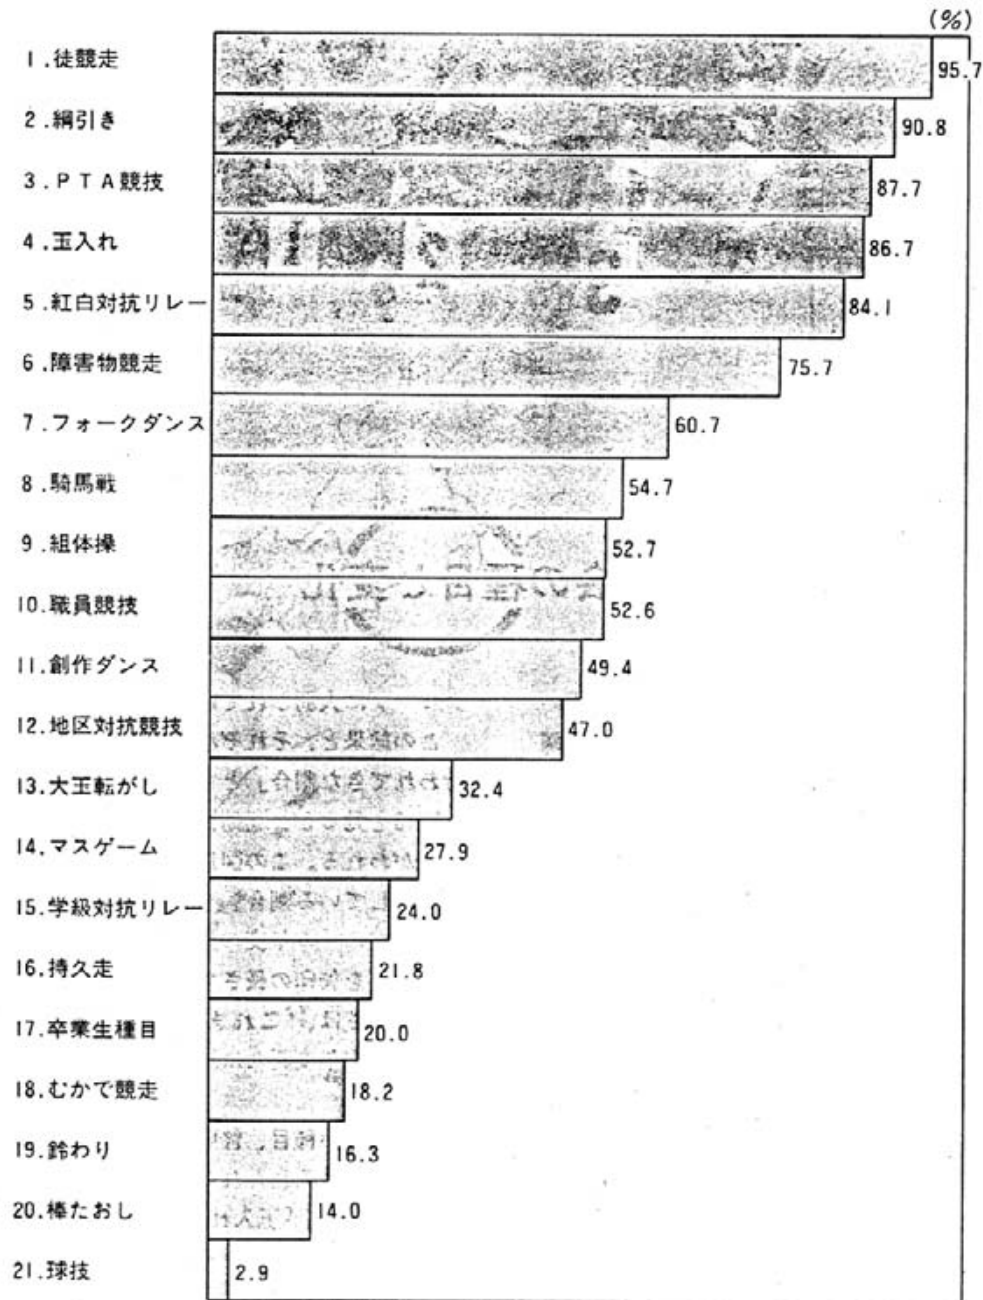 (%)
1.徒競走 95.7
2.綱引き 90.8
3.PTA競技 87.7
4.玉入れ 86.7
5.紅白対抗リレー 84.1
6.障害物競走 75.7
7.フォークダンス 60.7
8.騎馬戦 54.7
9.組体操 52.7
10.職員競技 52.6
11.創作ダンス 49.4
12.地区対抗競技 47.0
13.大玉転がし 32.4
14.マスゲーム 27.9
15.学級対抗リレー 24.0
16.持久走 21.8
17.卒業生種目 20.0
18.むかで競走 18.2
19.鈴わり 16.3
20.棒たおし 14.0
21.球技 2.9